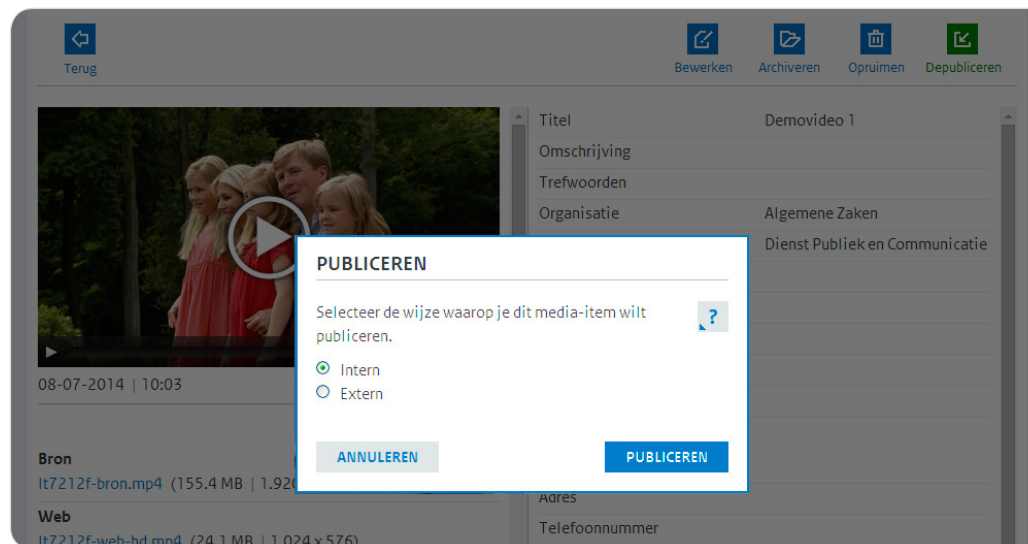 Terug
Bewerken
Archiveren
Opruimen
Depubliceren
Titel Demovideo 1
Omschrijving
Trefwoorden
Organisatie Algemene Zaken
Dienst Publiek en Communicatie
PUBLICEREN
Selecteer de wijze waarop je dit media-item wilt
publiceren.
?
Intern
Extern
ANNULEREN
PUBLICEREN
08-07-2014 | 10:03
Bron
lt7212f-bron.mp4 (155.4 MB | 1.92
Web
lt7212f-web-hd.mp4 (24.1 MB | 1.024 x 576)
Adres
Telefoonnummer